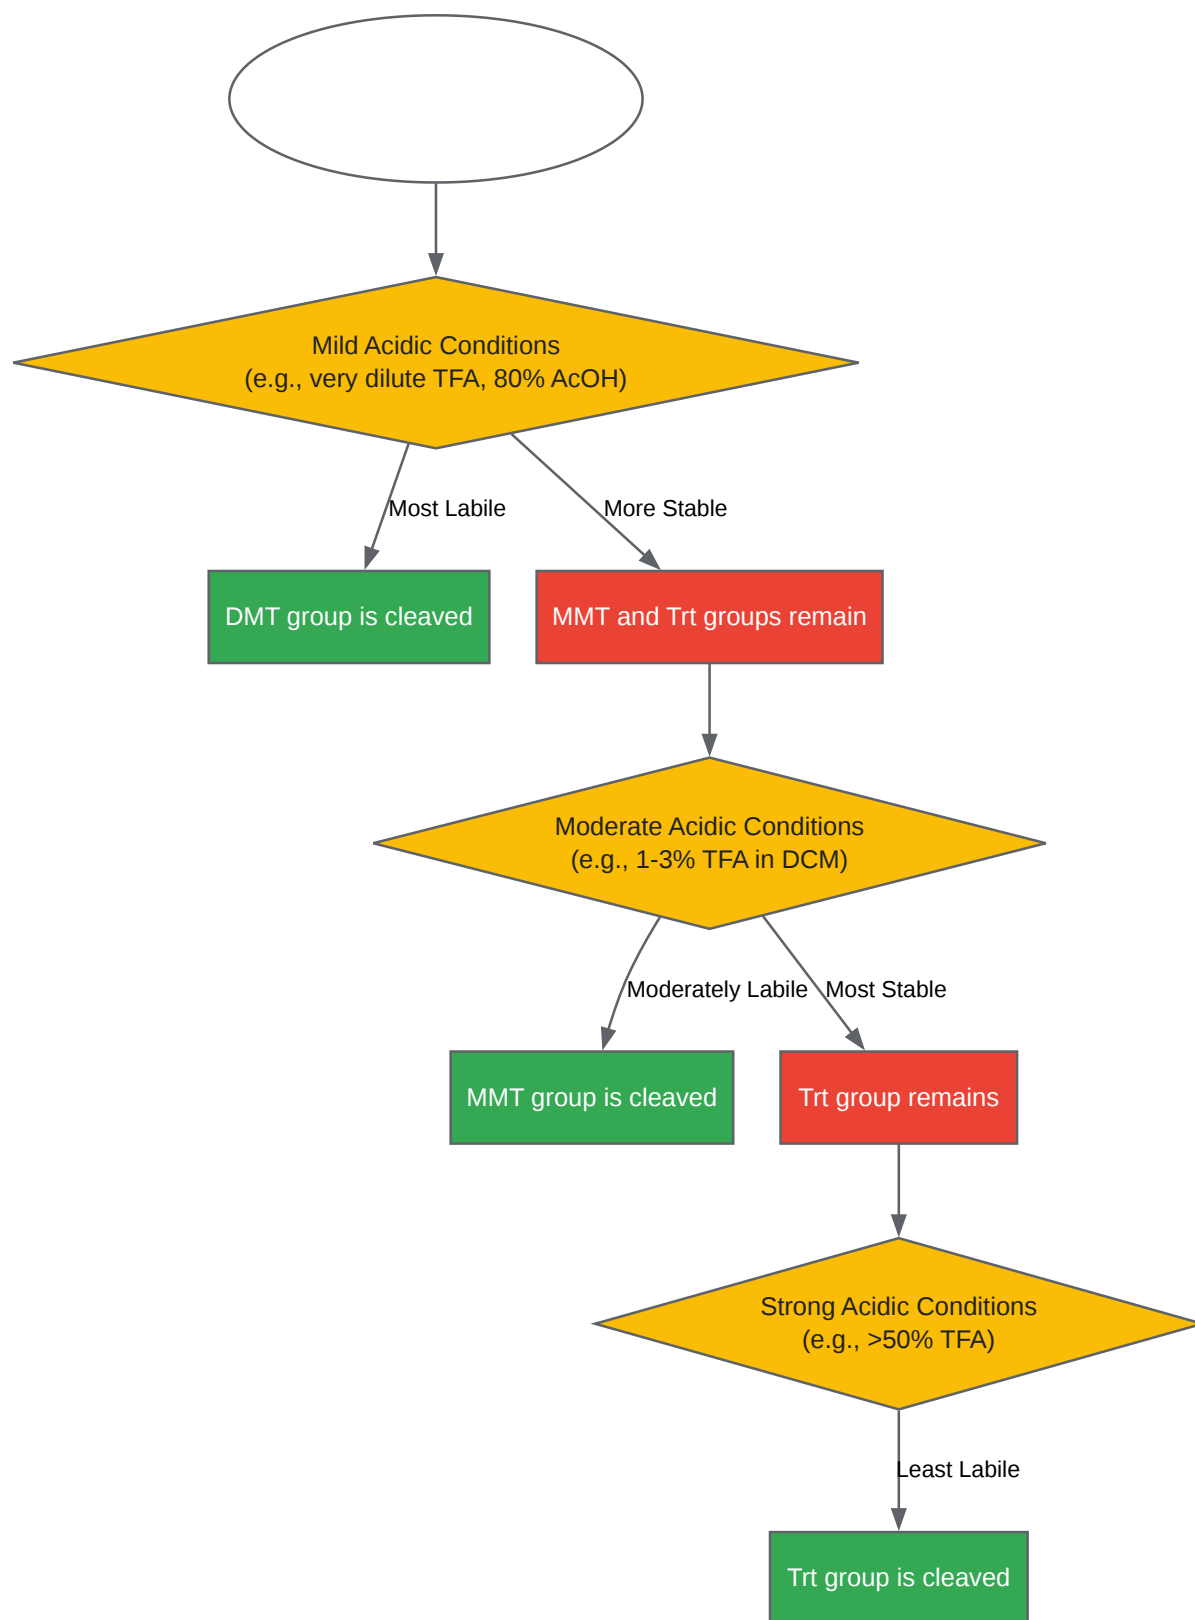 Mild Acidic Conditions
(e.g., very dilute TFA, 80% AcOH)
Most Labile
More Stable
DMT group is cleaved
MMT and Trt groups remain
Moderate Acidic Conditions
(e.g., 1-3% TFA in DCM)
Moderately Labile
Most Stable
MMT group is cleaved
Trt group remains
Strong Acidic Conditions
(e.g., >50% TFA)
Least Labile
Trt group is cleaved